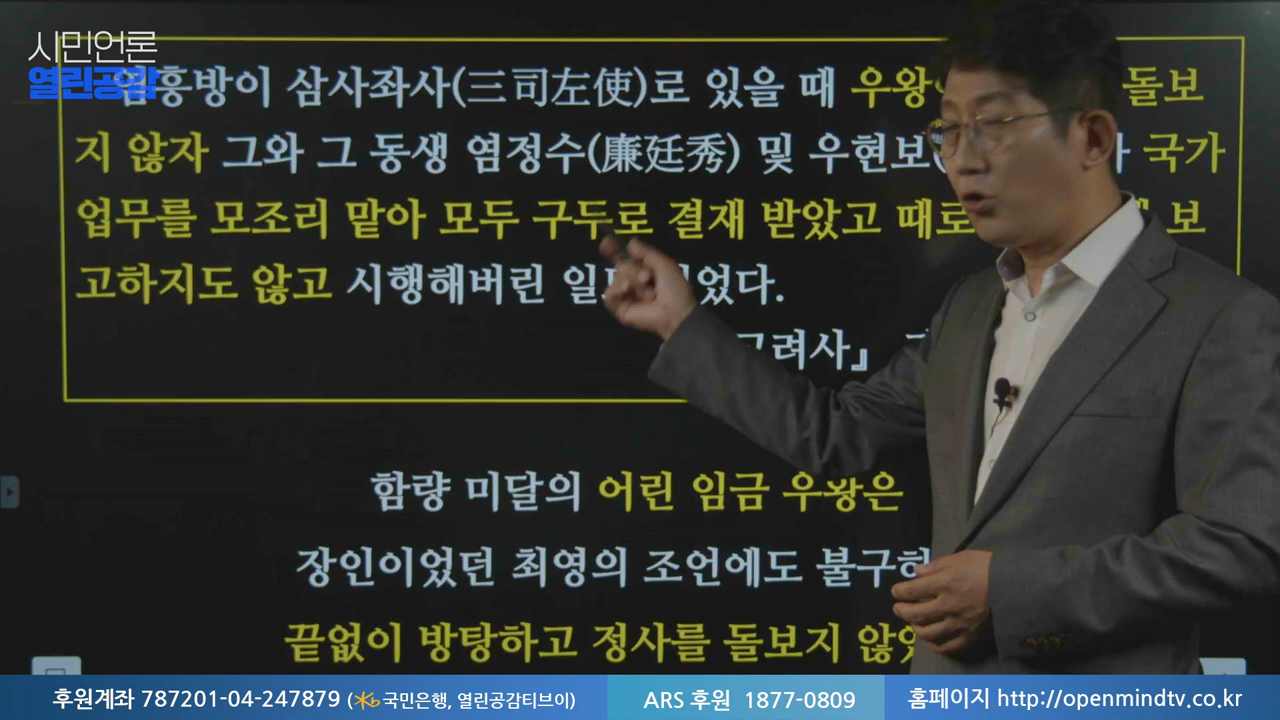 시민언론
열린공감
흥방이 삼사좌사(三司左使)로 있을 때 우왕 돌보
지 않자 그와 그 동생 염정수(廉廷秀) 및 우현보( 국가
업무를 모조리 맡아 모두 구두로 결재 받았고 때로 보
고하지도 않고 시행해버린 일 었다.
고려사』
함량 미달의 어린 임금 우왕은
장인이었던 최영의 조언에도 불구하
끝없이 방탕하고 정사를 돌보지 않았
후원계좌 787201-04-247879 (국민은행, 열린공감티브이) ARS 후원 1877-0809 홈페이지 http://openmindtv.co.kr